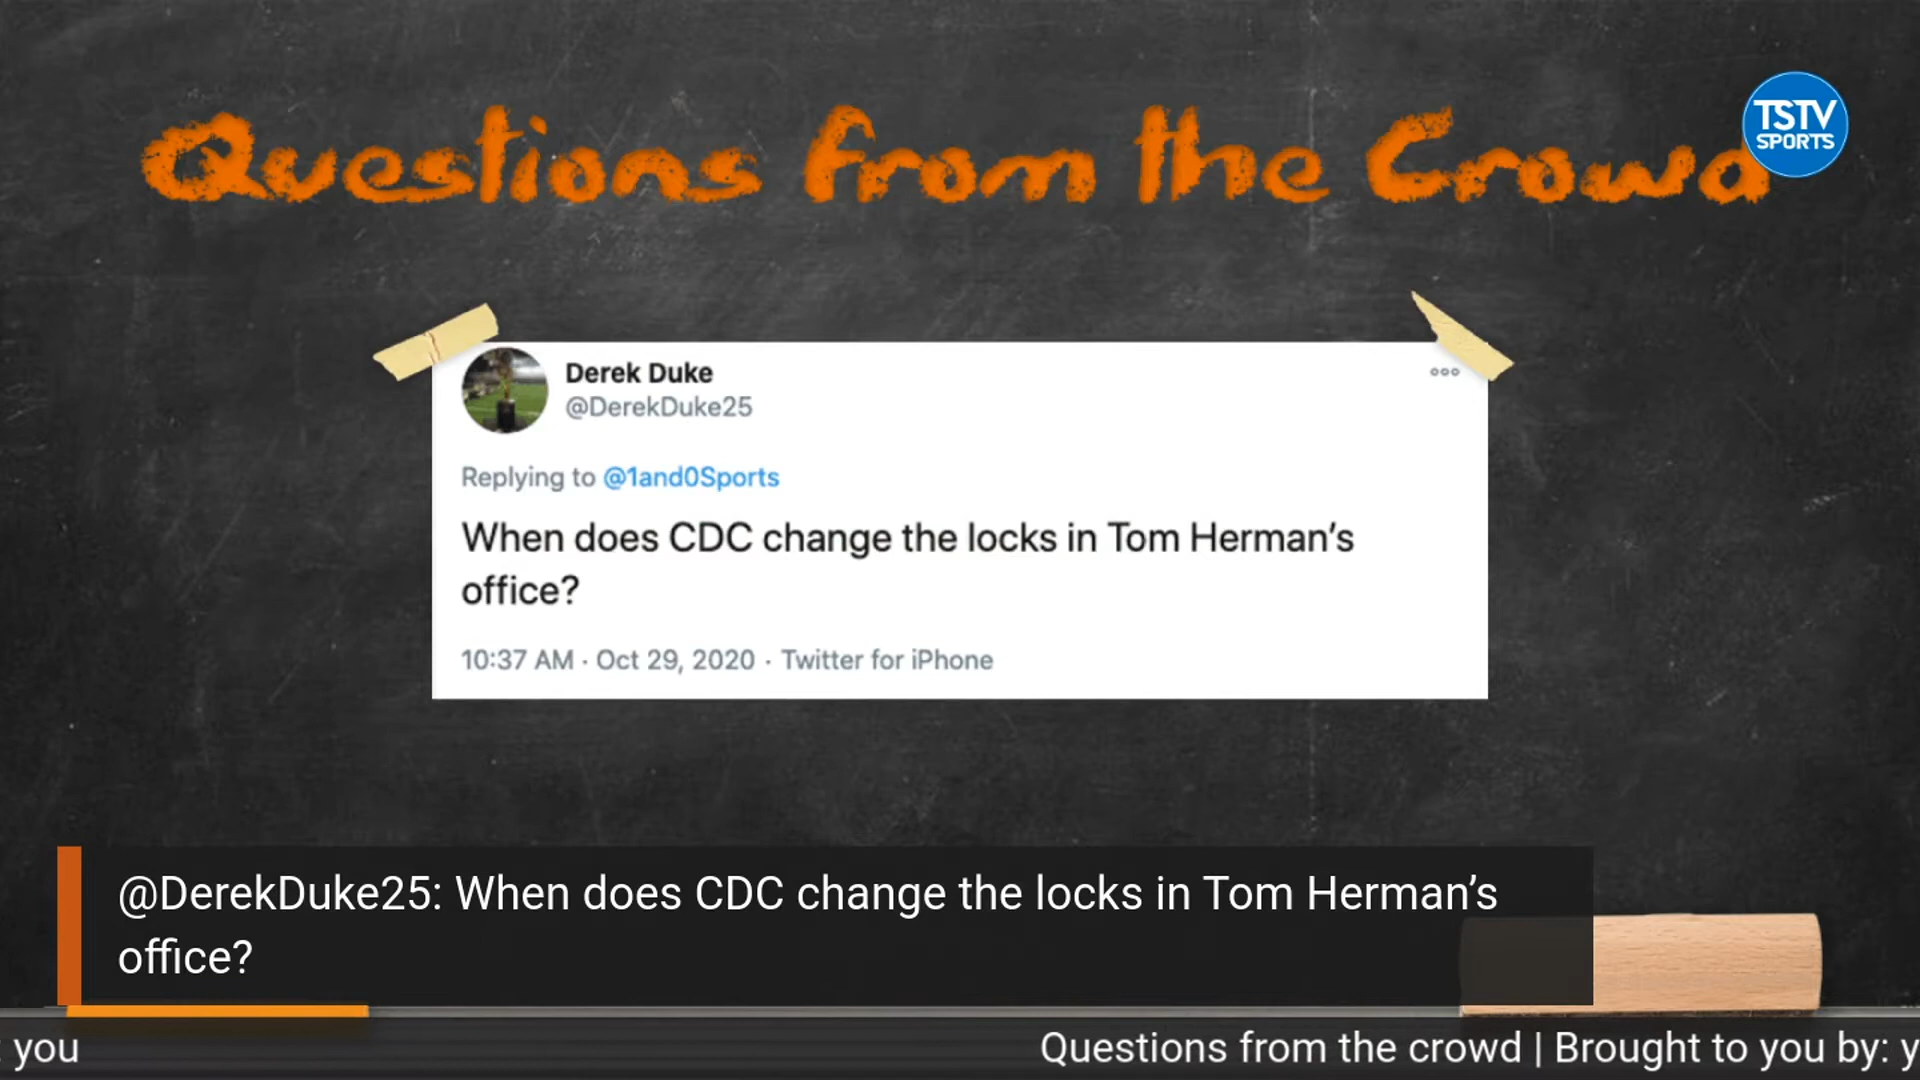 Questions from the Crowd
TSTV
SPORTS
Derek Duke
@DerekDuke25
Replying to @1and0Sports
When does CDC change the locks in Tom Herman’s
office?
10:37 AM · Oct 29, 2020 · Twitter for iPhone
@DerekDuke25: When does CDC change the locks in Tom Herman’s
office?
: you
Questions from the crowd | Brought to you by: y